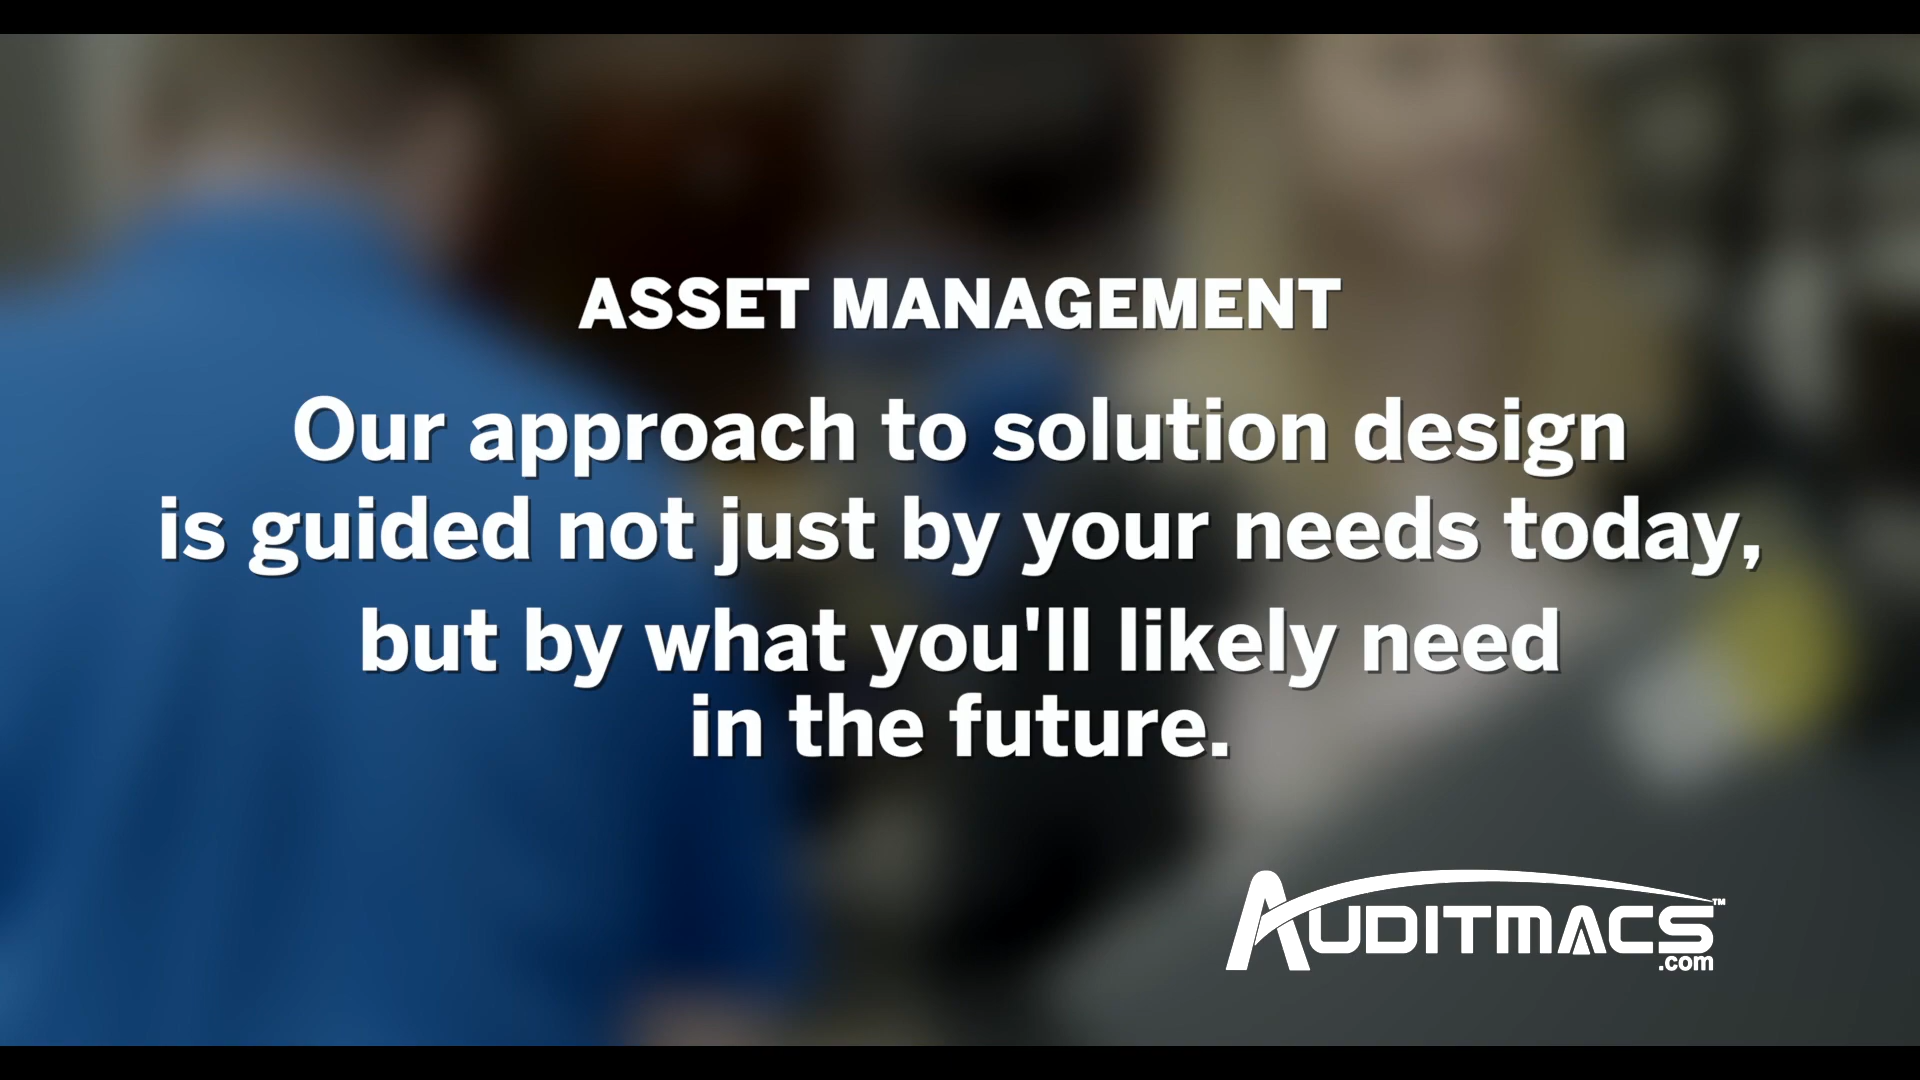 ASSET MANAGEMENT
Our approach to solution design
is guided not just by your needs today,
but by what you'll likely need
in the future.
AUDITMACS™
.com